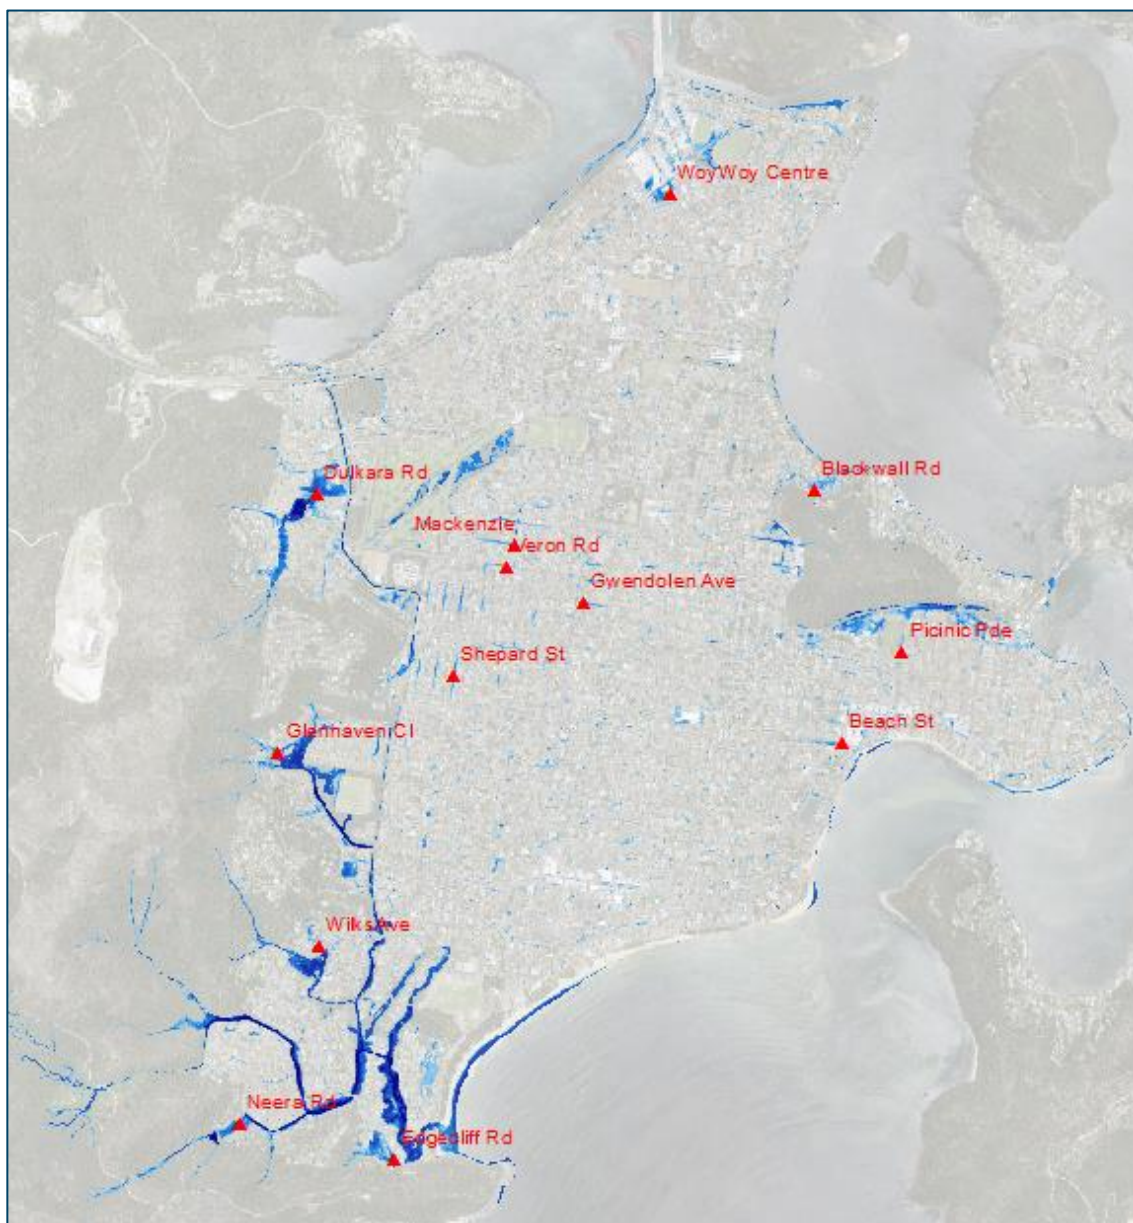 WoyWoy Centre
Dulkara Rd
Blackwall Rd
Mackenzie
Veron Rd
Gwendolen Ave
Picinic Pde
Shepard St
Beach St
Glenhaven Cl
Wilks Ave
Neera Rd
Edgecliff Rd